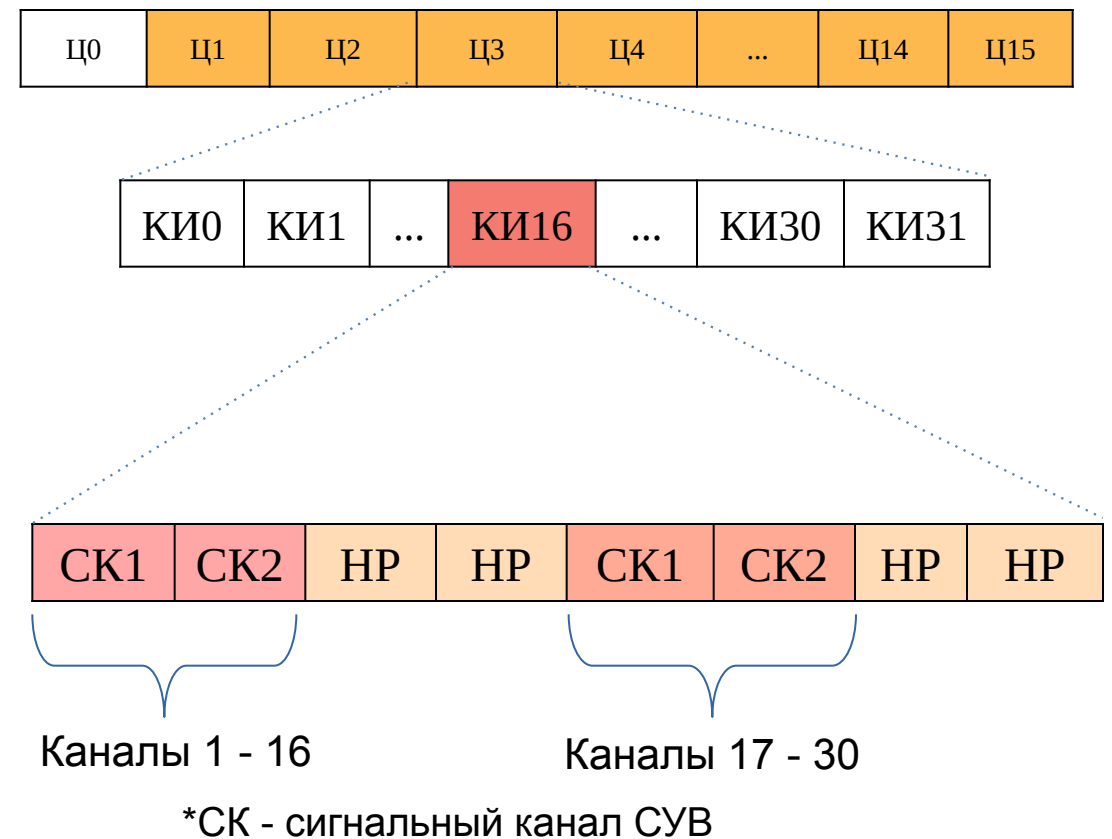 Ц0 Ц1 Ц2 Ц3 Ц4 ... Ц14 Ц15
КИ0 КИ1 ... КИ16 ... КИ30 КИ31
СК1 СК2 НР НР СК1 СК2 НР НР
Каналы 1 - 16 Каналы 17 - 30
*СК - сигнальный канал СУВ